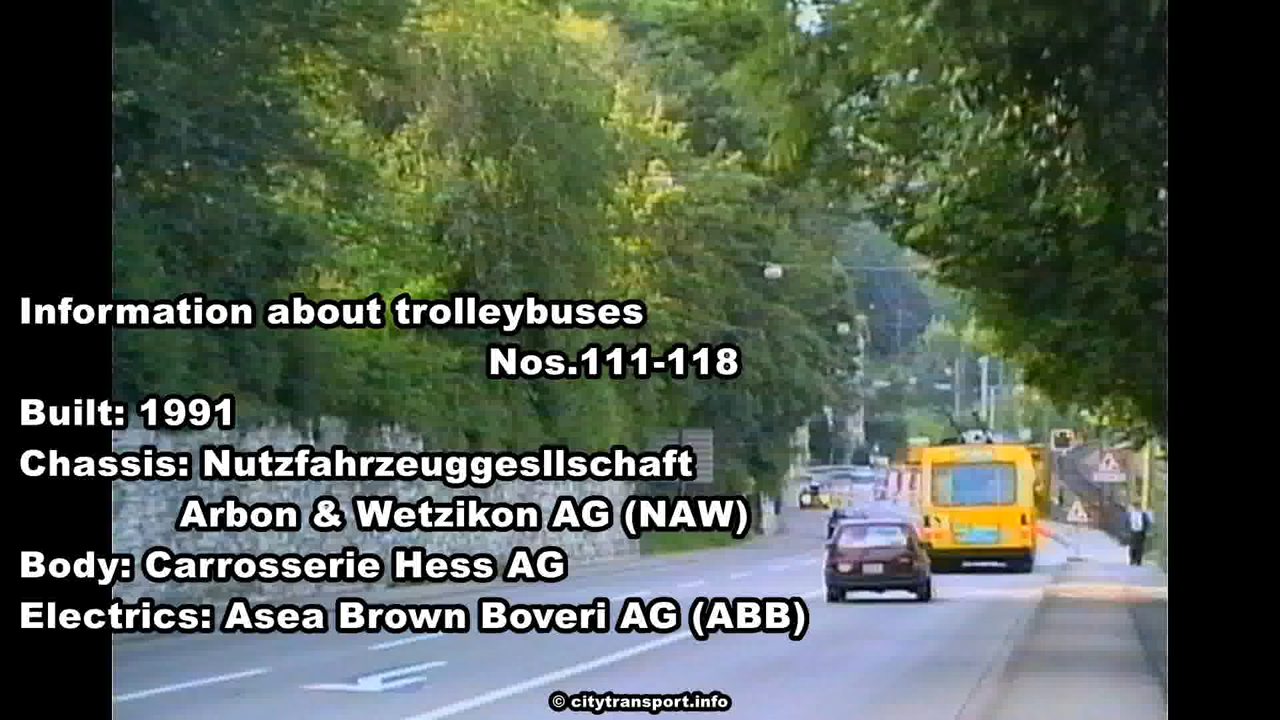 Information about trolleybuses
Nos.111-118
Built: 1991
Chassis: Nutzfahrzeuggesllschaft
Arbon & Wetzikon AG (NAW)
Body: Carrosserie Hess AG
Electrics: Asea Brown Boveri AG (ABB)
© citytransport.info